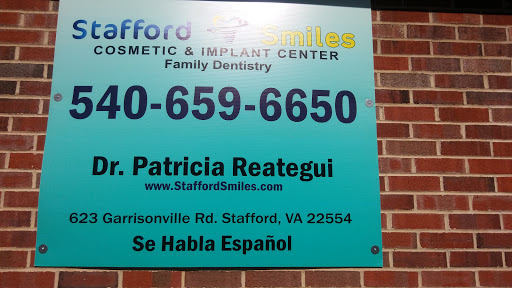 Stafford Smiles
COSMETIC & IMPLANT CENTER
Family Dentistry
540-659-6650
Dr. Patricia Reategui
www.StaffordSmiles.com
623 Garrisonville Rd. Stafford, VA 22554
Se Habla Español